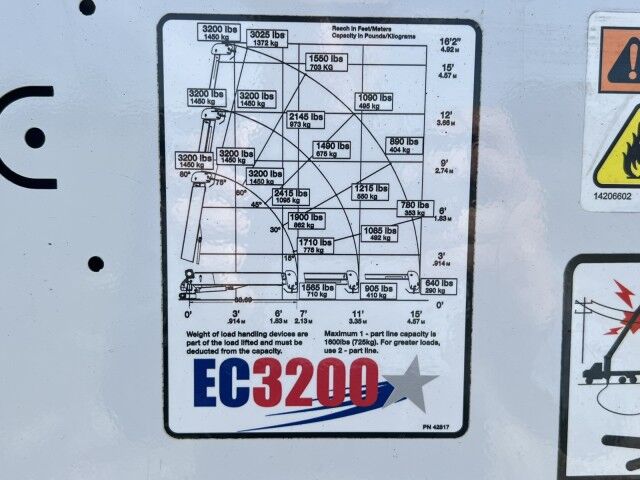 Reach in Feet/Meters
Capacity in Pounds/Kilograms
3200 lbs
1450 kg
3025 lbs
1372 kg
16'2"
4.92 M
1550 lbs
703 KG
15'
4.57 M
3200 lbs
1450 kg
3200 lbs
1450 kg
1090 lbs
495 kg
2145 lbs
973 kg
12'
3.66 M
1490 lbs
676 kg
890 lbs
404 kg
3200 lbs
1450 kg
3200 lbs
1450 kg
9'
2.74 M
80°
75°
3200 lbs
1450 kg
60°
2415 lbs
1095 kg
1215 lbs
550 kg
45°
780 lbs
353 kg
6'
1.83 M
1900 lbs
862 kg
30°
1085 lbs
492 kg
1710 lbs
776 kg
15°
3'
.914 M
1565 lbs
710 kg
905 lbs
410 kg
640 lbs
290 kg
0'
0'
3'
.914 M
6'
1.83 M
7'
2.13 M
11'
3.35 M
15'
4.57 M
Weight of load handling devices are
part of the load lifted and must be
deducted from the capacity.
Maximum 1 - part line capacity is
1600lbs (725kg). For greater loads,
use 2 - part line.
EC3200
PN 42817
14206602